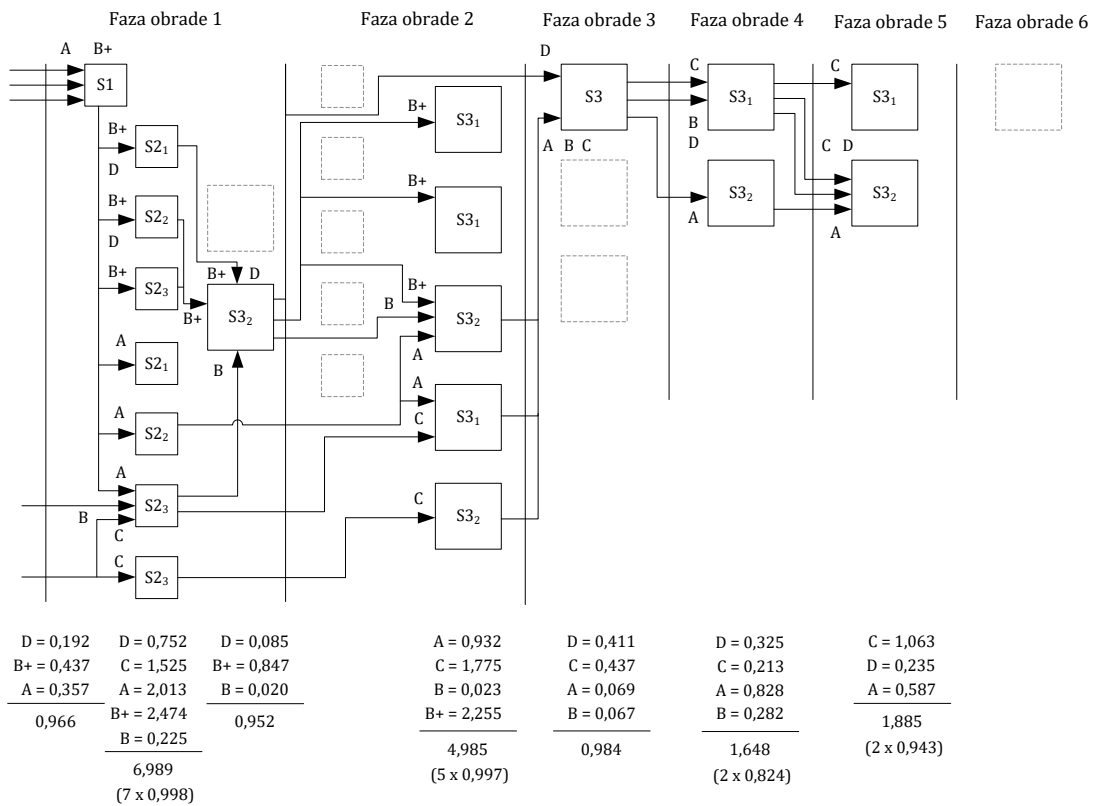 Faza obrade 1
Faza obrade 2
Faza obrade 3
Faza obrade 4
Faza obrade 5
Faza obrade 6
A B+
S1
B+
D
S2₁
B+
D
S2₂
B+
S2₃
A
S2₁
A
S2₂
A
B
C
S2₃
C
S2₃
B+ D
B+
B
S3₂
B+
S3₁
B+
S3₁
B+
B
A
S3₂
A
C
S3₁
C
S3₂
D
A B C
S3
C
B
D
S3₁
A
S3₂
C
S3₁
C D
A
S3₂
D = 0,192
B+ = 0,437
A = 0,357
0,966
D = 0,752
C = 1,525
A = 2,013
B+ = 2,474
B = 0,225
6,989
(7 x 0,998)
D = 0,085
B+ = 0,847
B = 0,020
0,952
A = 0,932
C = 1,775
B = 0,023
B+ = 2,255
4,985
(5 x 0,997)
D = 0,411
C = 0,437
A = 0,069
B = 0,067
0,984
D = 0,325
C = 0,213
A = 0,828
B = 0,282
1,648
(2 x 0,824)
C = 1,063
D = 0,235
A = 0,587
1,885
(2 x 0,943)